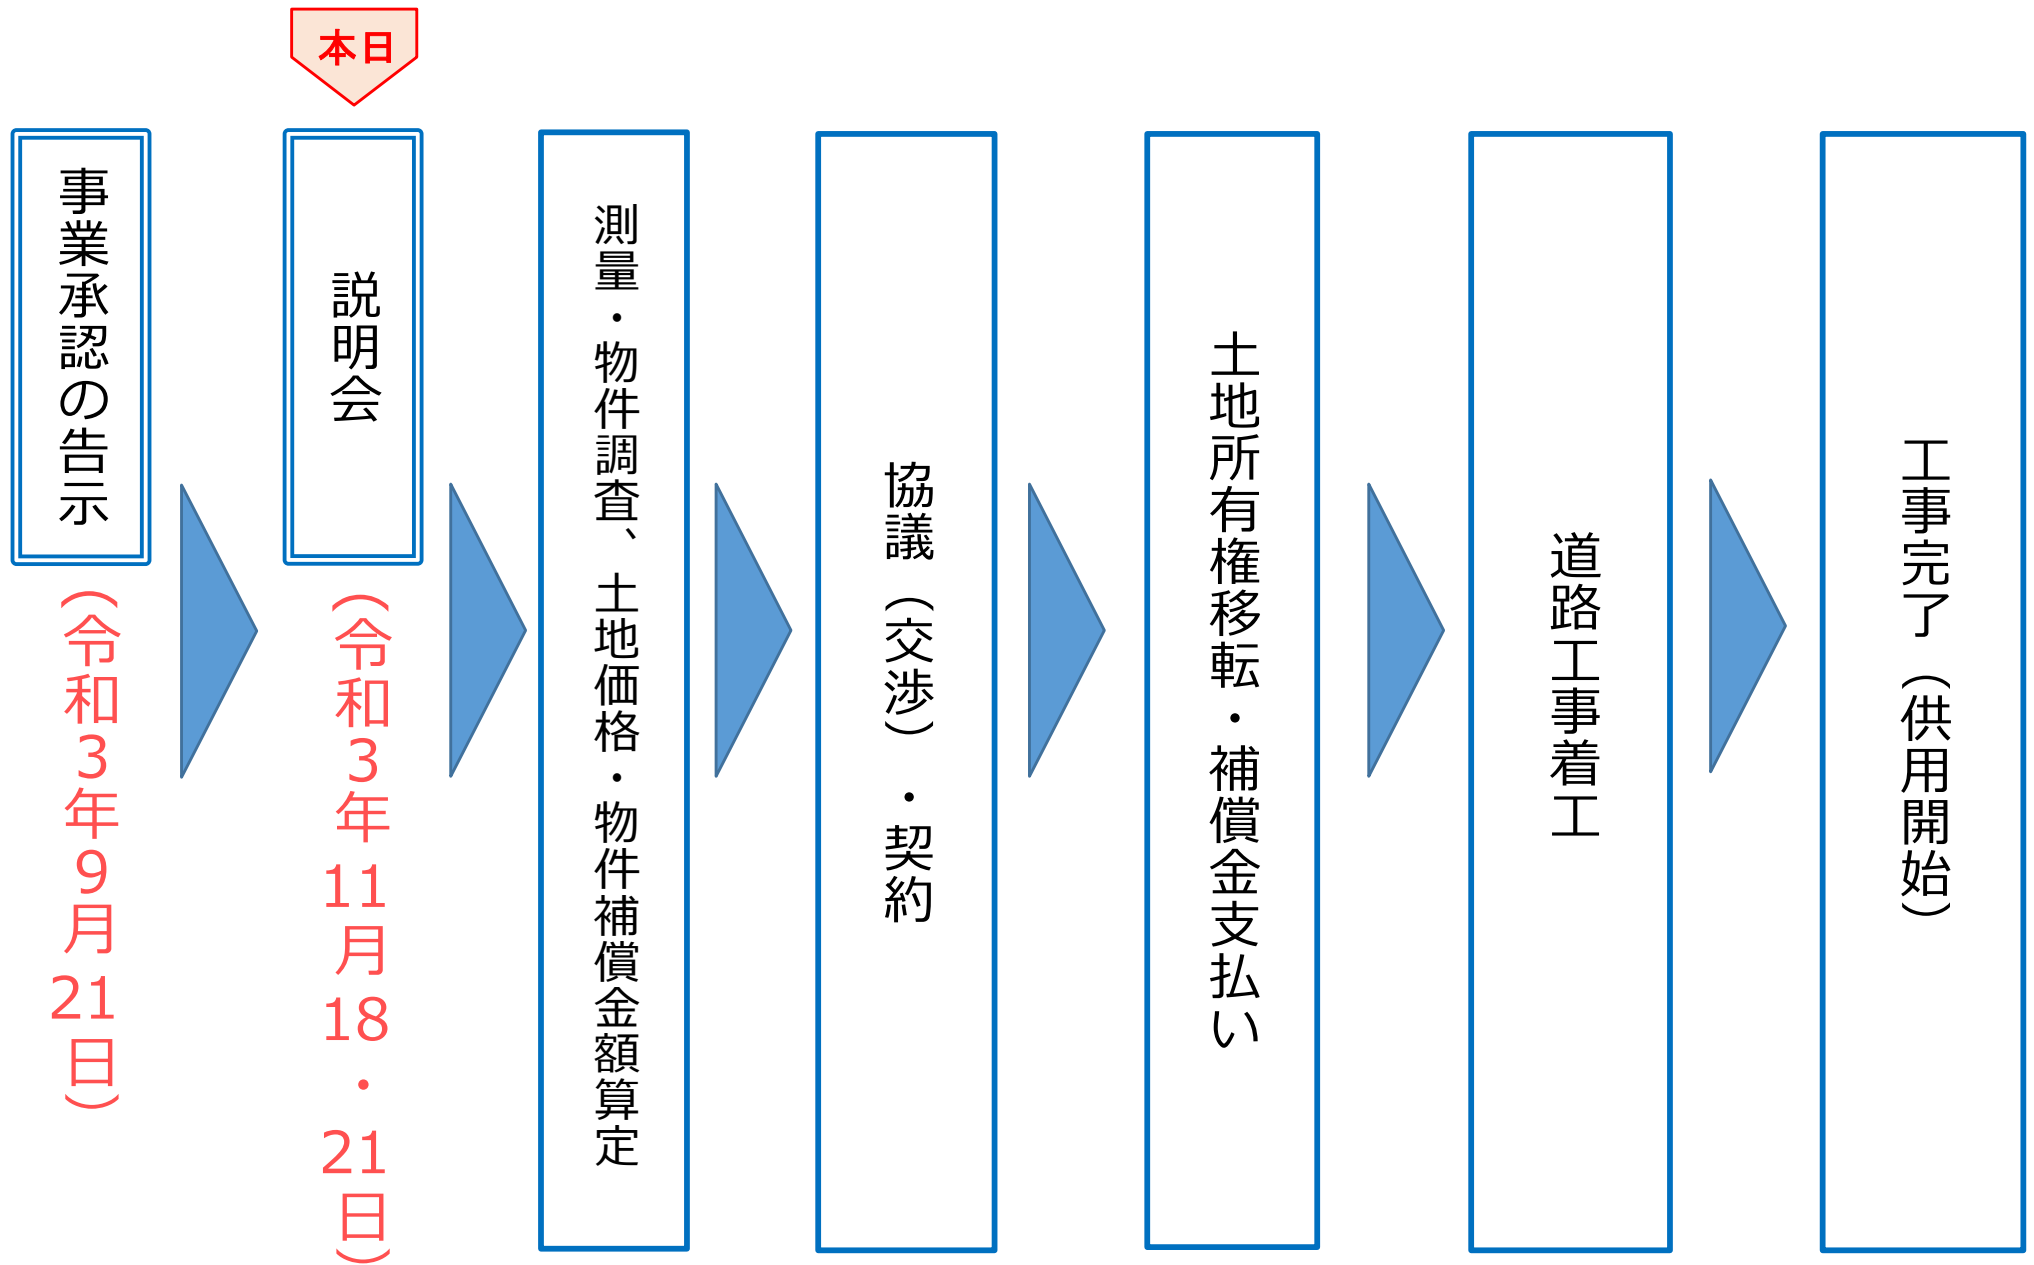 本日
事業承認の告示
（令和３年９月21日）
説明会
（令和３年11月18・21日）
測量・物件調査、土地価格・物件補償金額算定
協議（交渉）・契約
土地所有権移転・補償金支払い
道路工事着工
工事完了（供用開始）